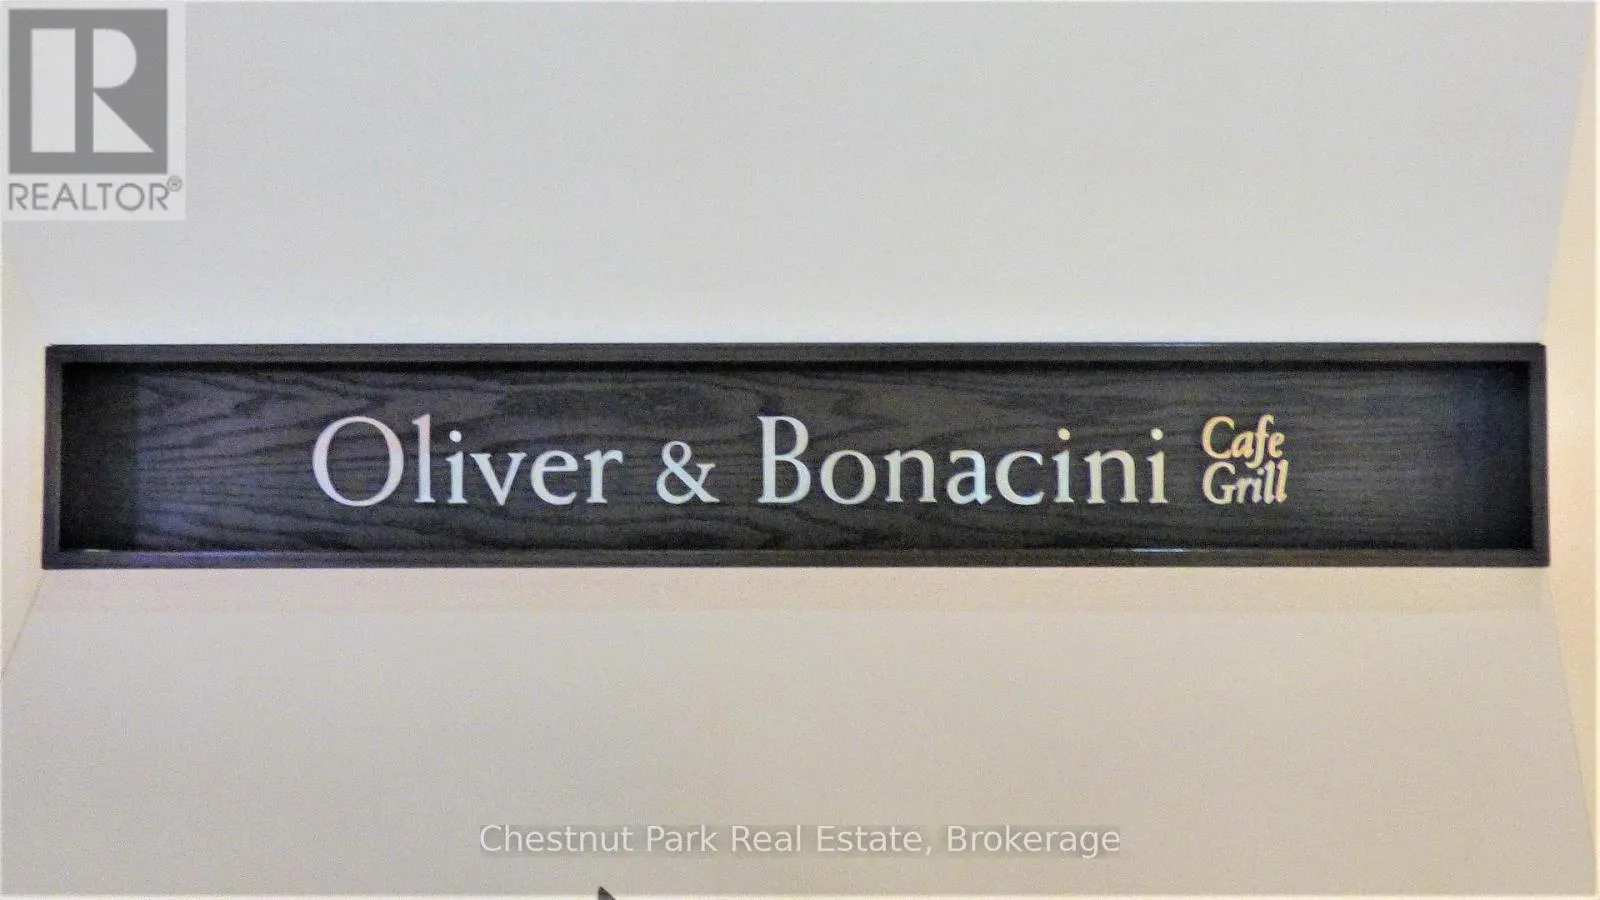 REALTOR®
Oliver & Bonacini Cafe
Grill
Chestnut Park Real Estate, Brokerage